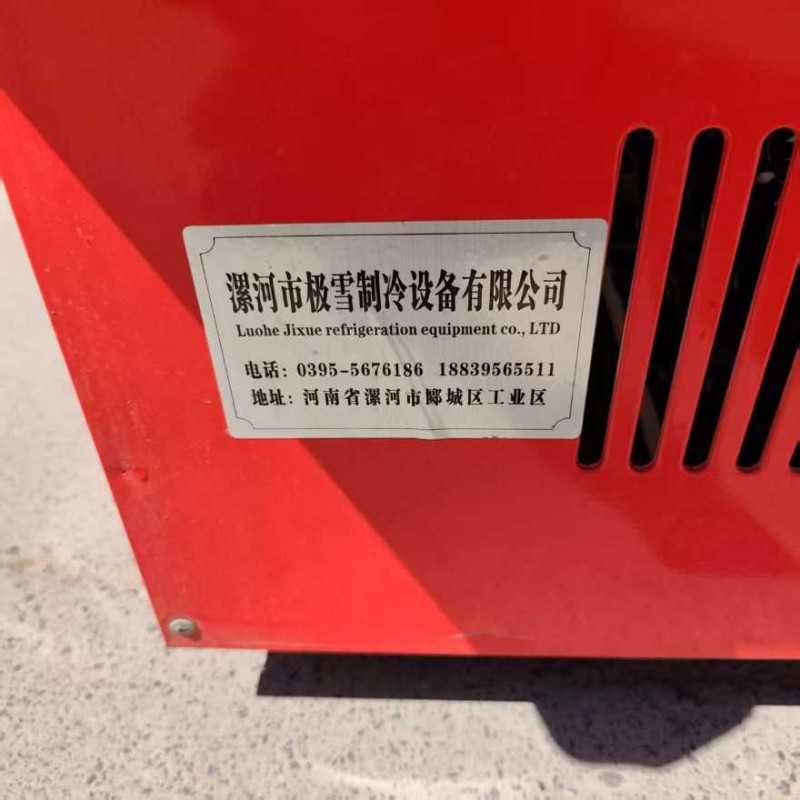 漯河市极雪制冷设备有限公司
Luohe Jixue refrigeration equipment co., LTD
电话：0395-5676186 18839565511
地址：河南省漯河市郾城区工业区